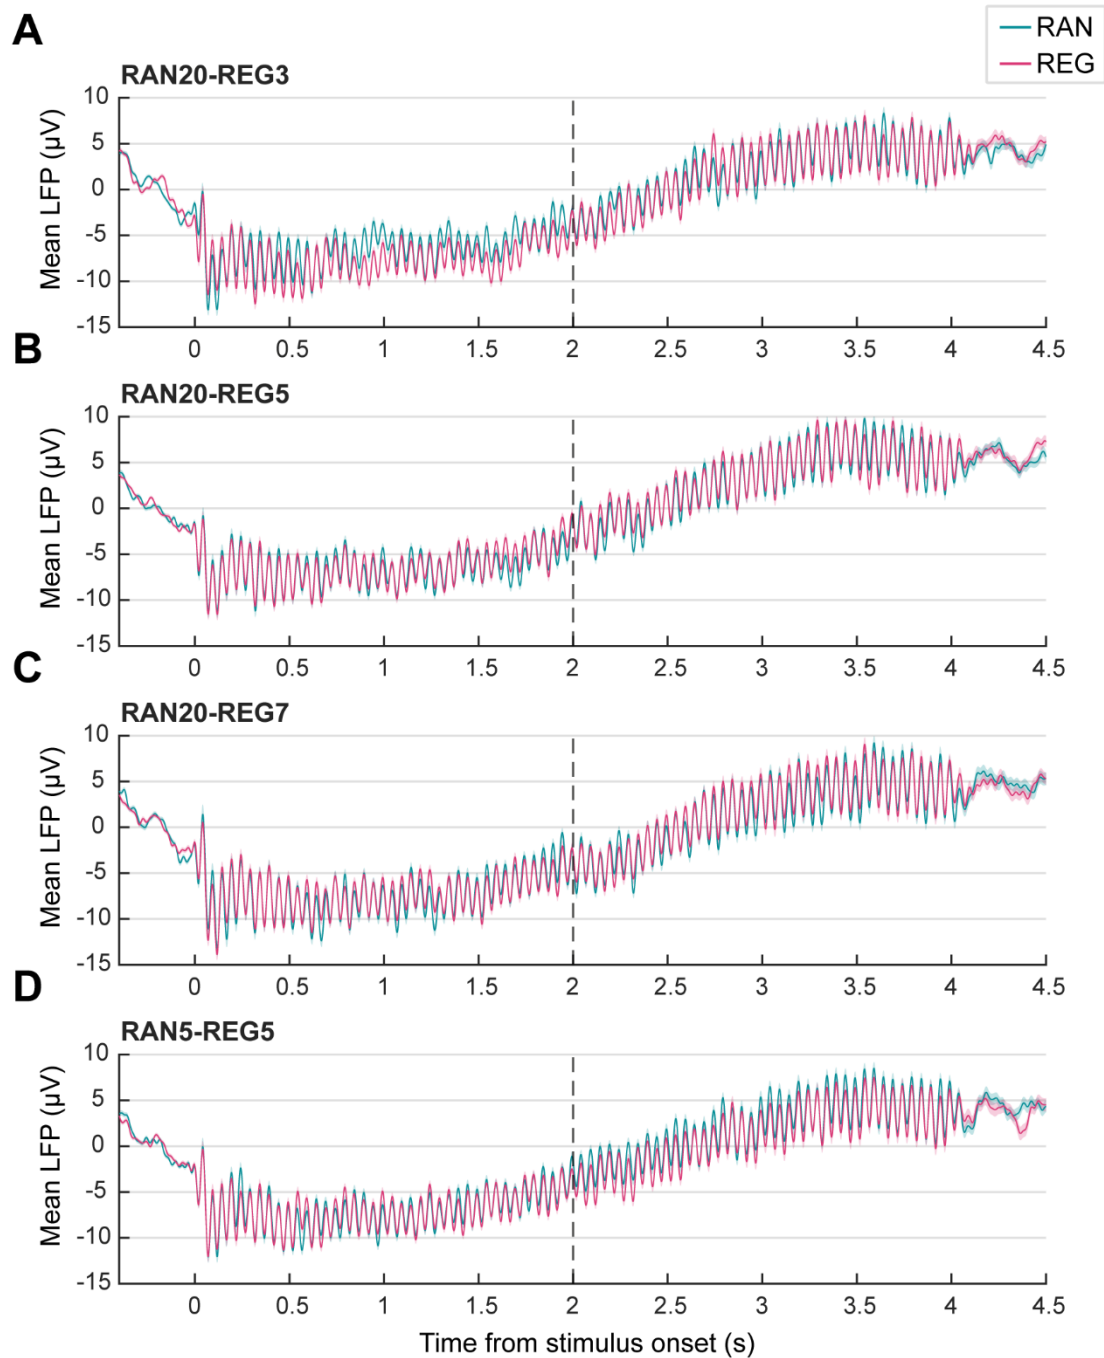 A
RAN
REG
RAN20-REG3
Mean LFP (µV)
10
5
0
-5
-10
-15
0 0.5 1 1.5 2 2.5 3 3.5 4 4.5
B
RAN20-REG5
Mean LFP (µV)
10
5
0
-5
-10
-15
0 0.5 1 1.5 2 2.5 3 3.5 4 4.5
C
RAN20-REG7
Mean LFP (µV)
10
5
0
-5
-10
-15
0 0.5 1 1.5 2 2.5 3 3.5 4 4.5
D
RAN5-REG5
Mean LFP (µV)
10
5
0
-5
-10
-15
0 0.5 1 1.5 2 2.5 3 3.5 4 4.5
Time from stimulus onset (s)